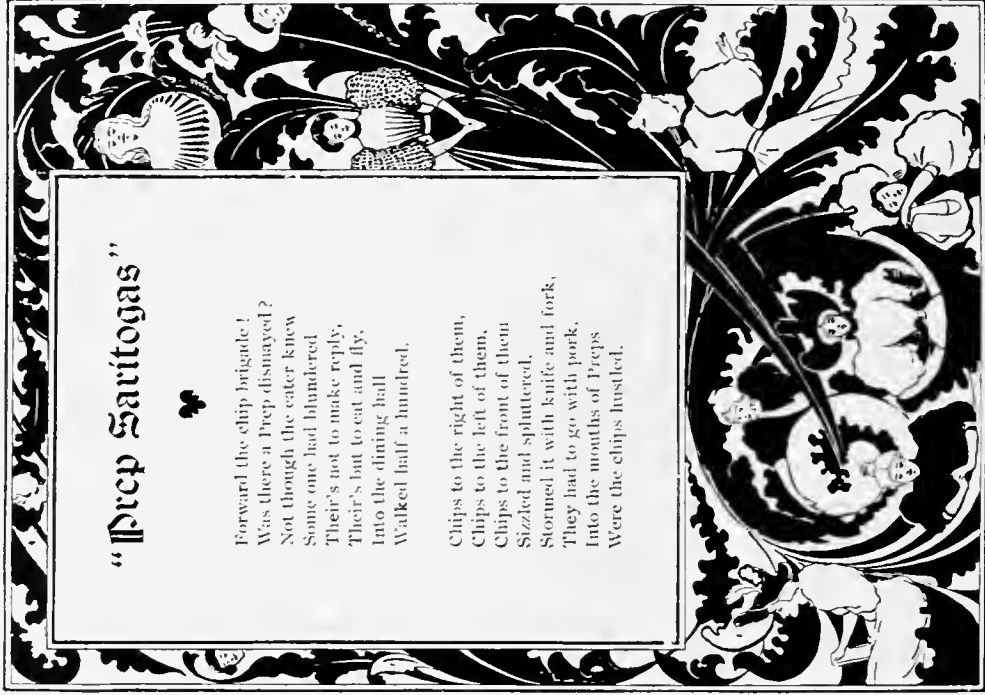 “Prep Saritogas”
Forward the chip brigade!
Was there a Prep dismayed?
Not though the eater knew
Some one had blundered
Their's not to make reply,
Their's but to eat and fly.
Into the dining hall
Walked half a hundred.
Chips to the right of them,
Chips to the left of them.
Chips to the front of them
Sizzled and spluttered.
Stormed it with knife and fork,
They had to go with pork.
Into the mouths of Preps
Were the chips hustled.